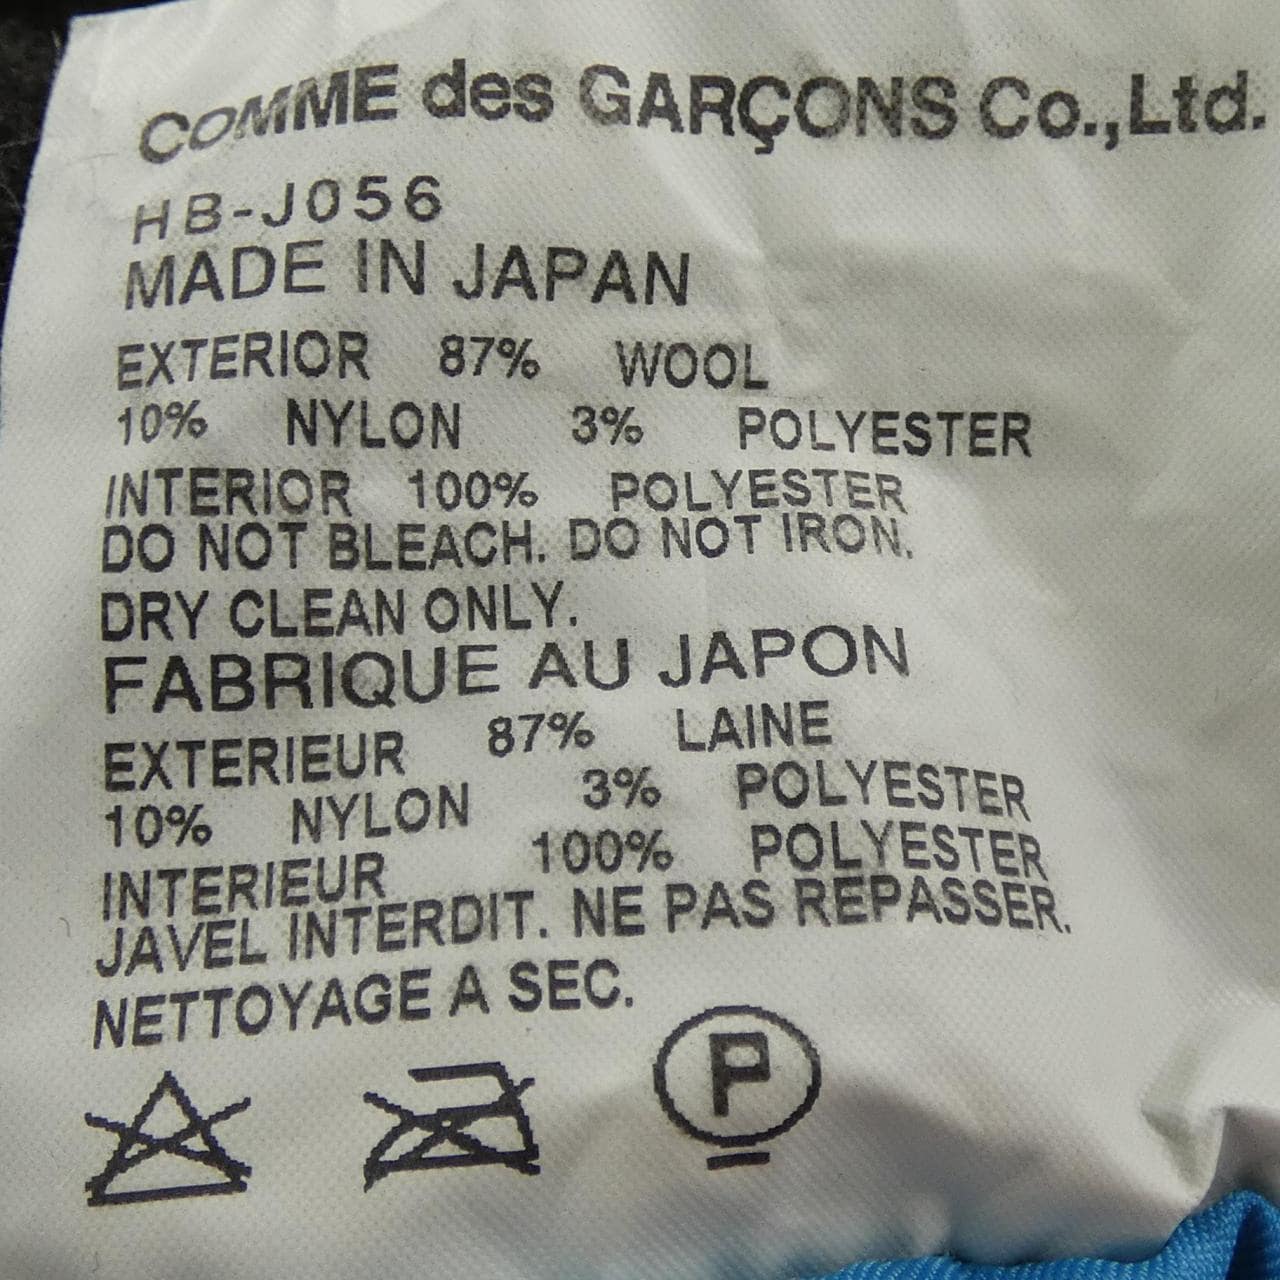 COMME des GARÇONS Co.,Ltd.
HB-J056
MADE IN JAPAN
EXTERIOR 87% WOOL
10% NYLON 3% POLYESTER
INTERIOR 100% POLYESTER
DO NOT BLEACH. DO NOT IRON.
DRY CLEAN ONLY.
FABRIQUE AU JAPON
EXTERIEUR 87% LAINE
10% NYLON 3% POLYESTER
INTERIEUR 100% POLYESTER
JAVEL INTERDIT. NE PAS REPASSER.
NETTOYAGE A SEC.
P